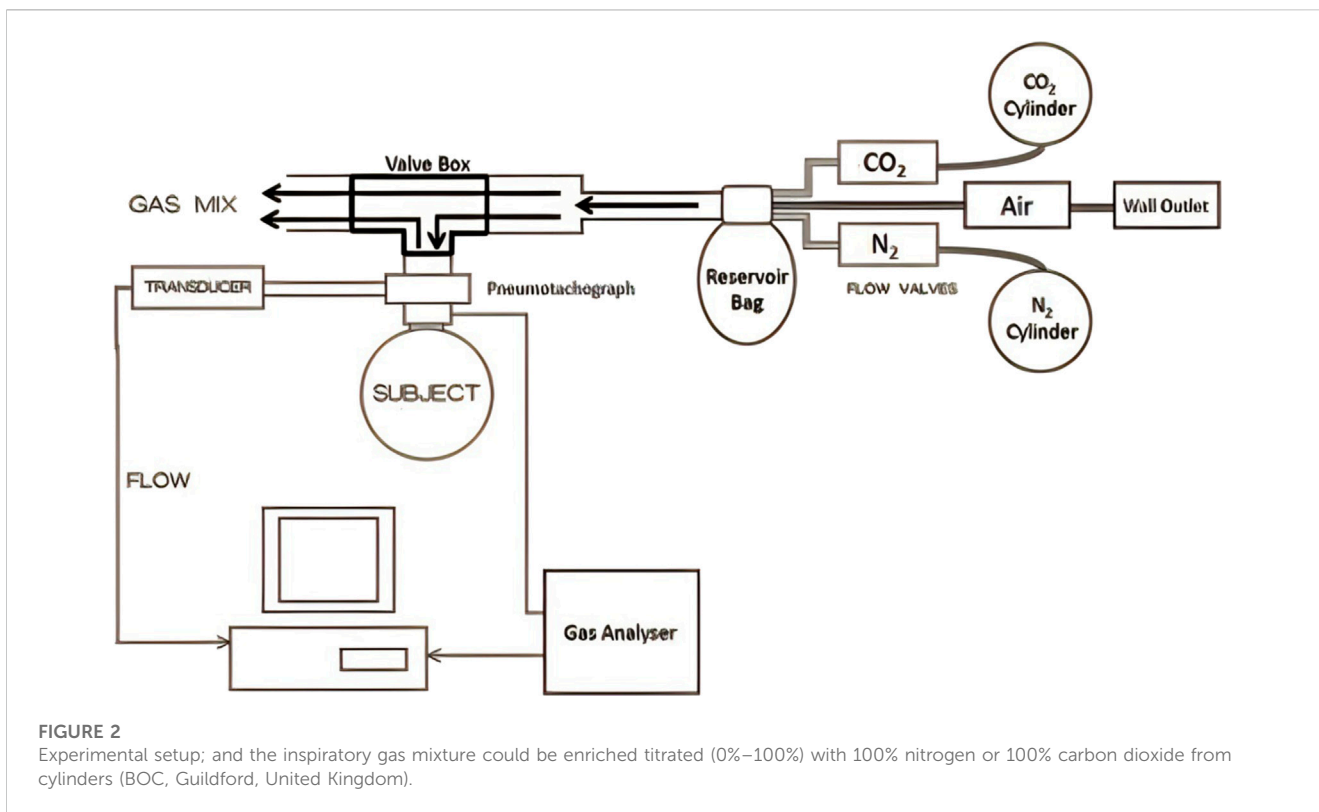 CO₂
Cylinder
Valve Box
CO₂
GAS MIX
Air
Wall Outlet
N₂
TRANSDUCER
Pneumotachograph
Reservoir
Bag
FLOW VALVES
N₂
Cylinder
SUBJECT
FLOW
Gas Analyser
FIGURE 2
Experimental setup; and the inspiratory gas mixture could be enriched titrated (0%–100%) with 100% nitrogen or 100% carbon dioxide from
cylinders (BOC, Guildford, United Kingdom).